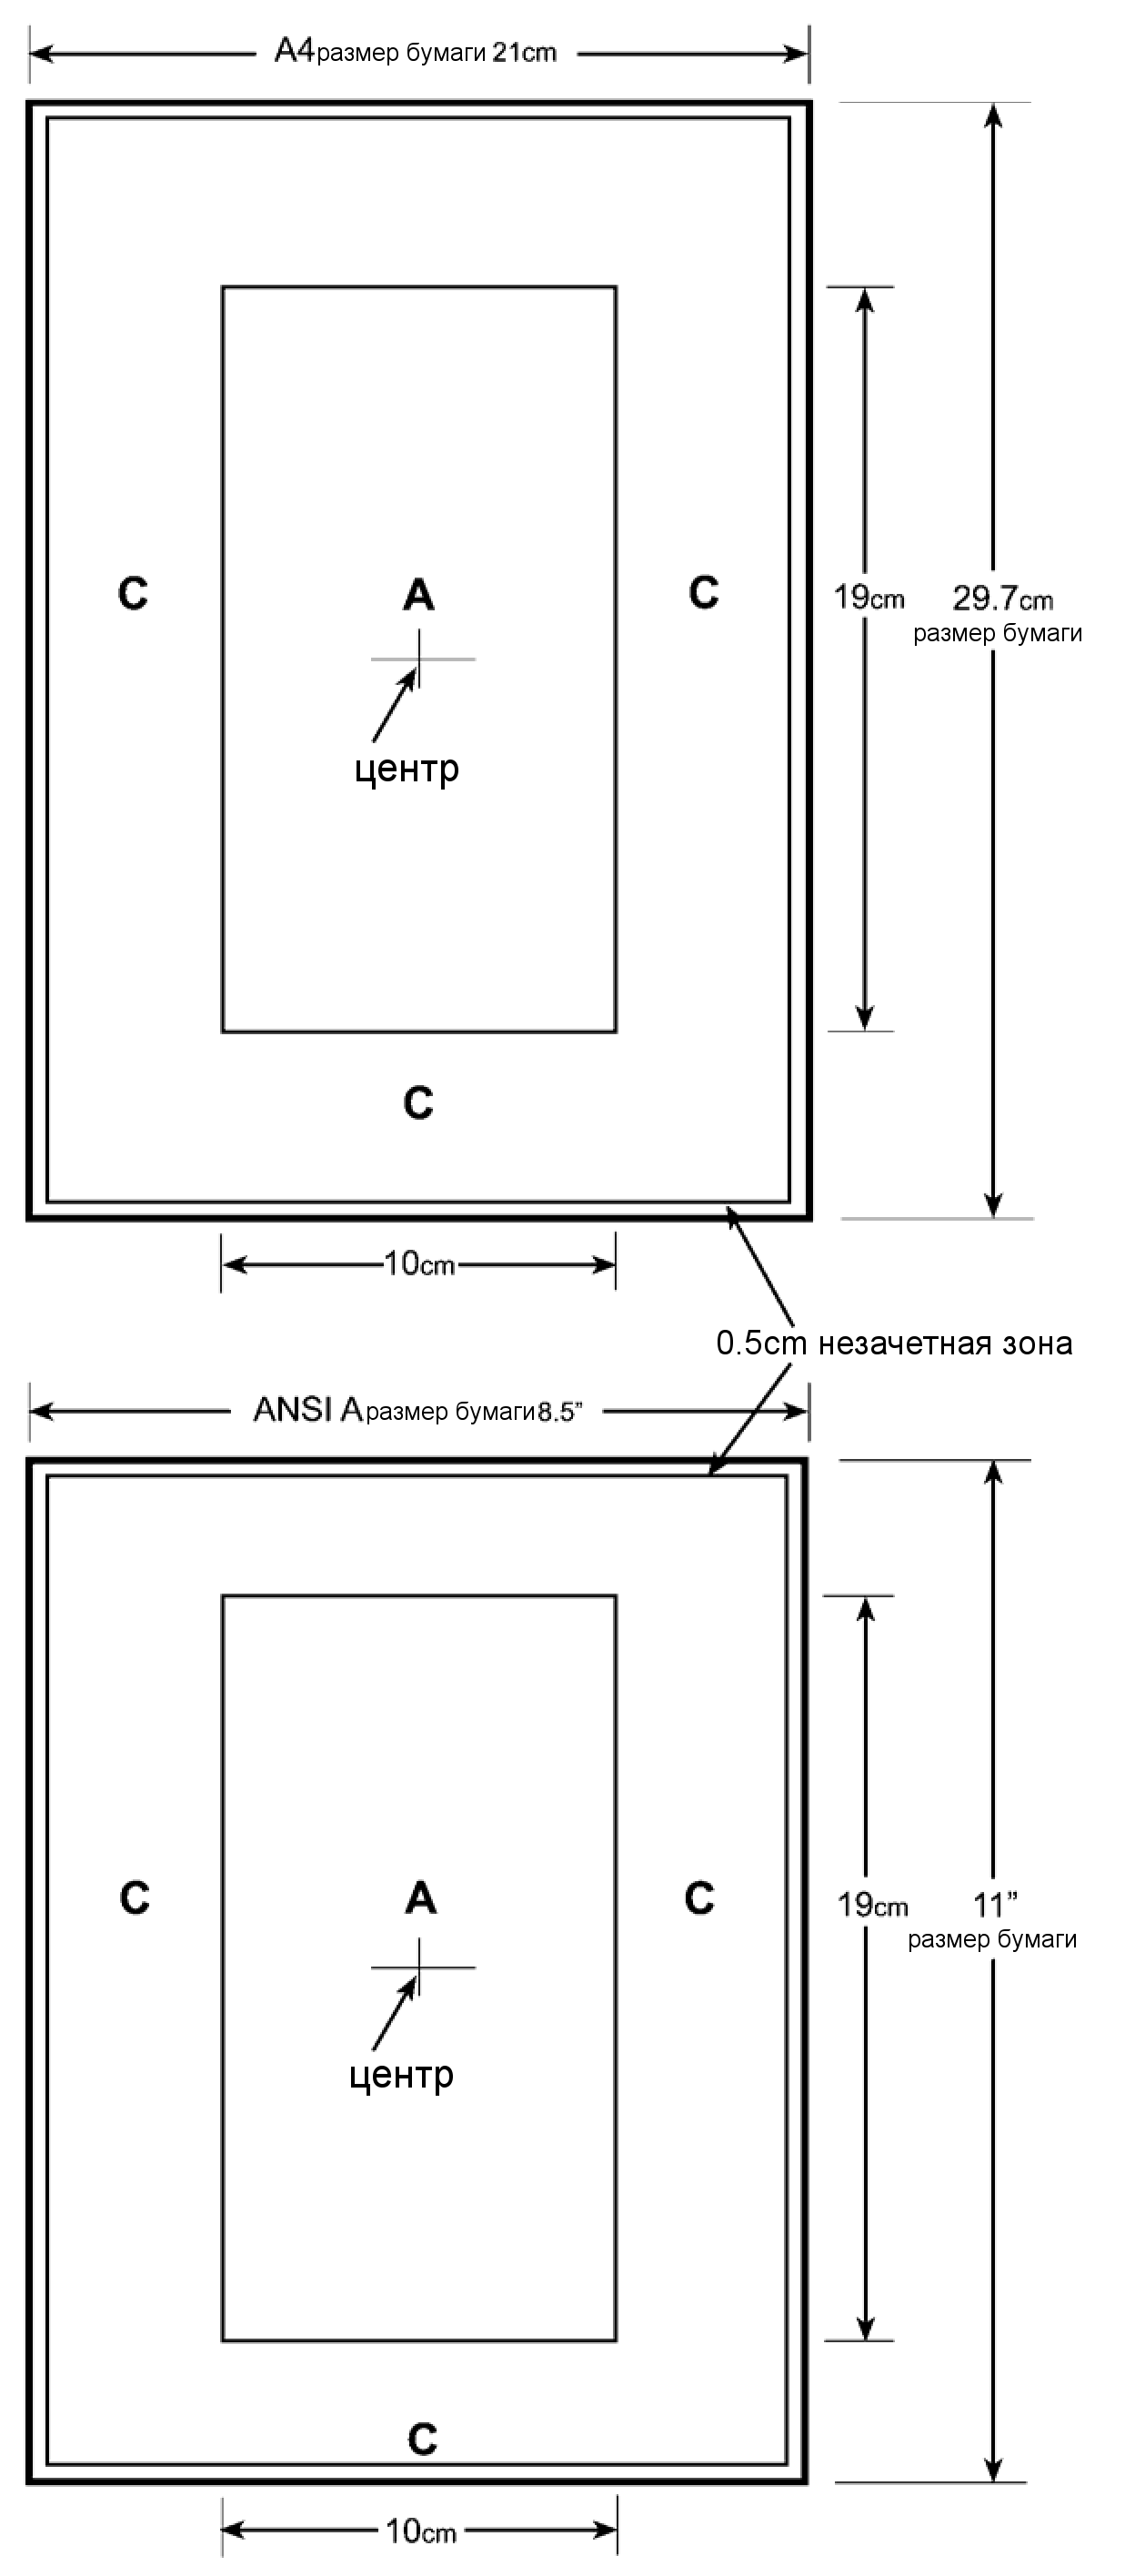 A4размер бумаги 21cm
C
A
C
19cm
29.7cm
размер бумаги
центр
C
10cm
0.5cm незачетная зона
ANSI Aразмер бумаги8.5”
C
A
C
19cm
11”
размер бумаги
центр
C
10cm